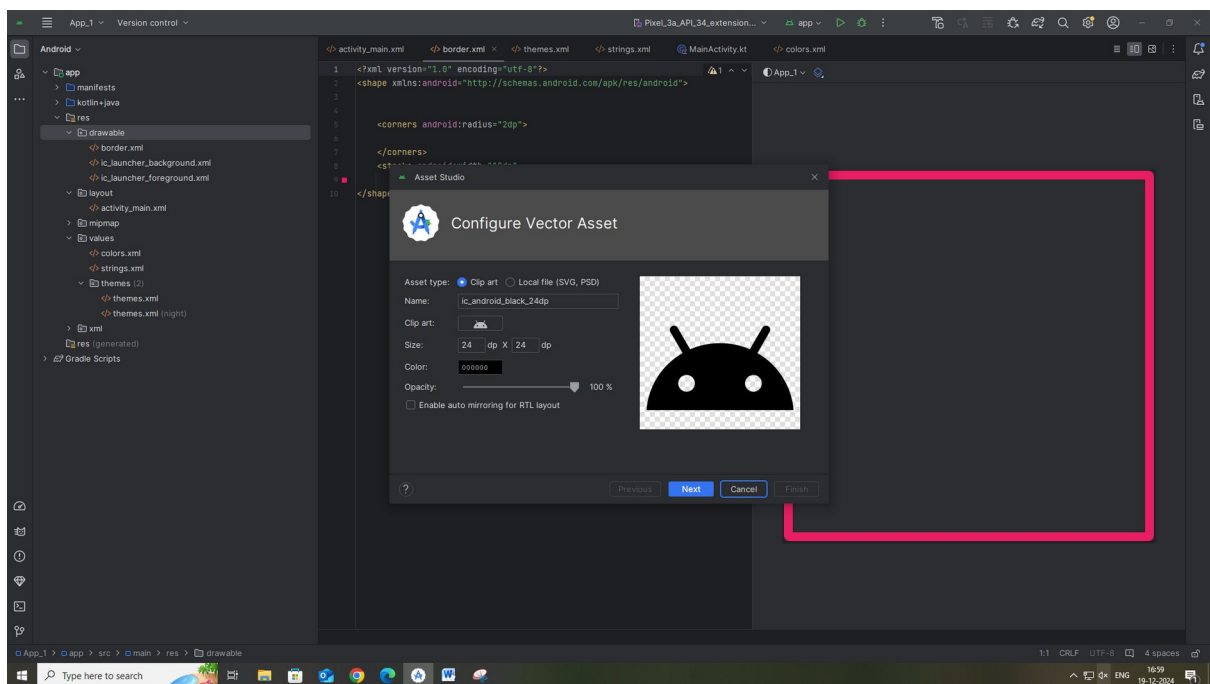 App_1 Version control Pixel_3a_API_34_extension... app
Android
activity_main.xml border.xml themes.xml strings.xml MainActivity.kt colors.xml
app
manifests
kotlin+java
res
drawable
border.xml
ic_launcher_background.xml
ic_launcher_foreground.xml
layout
activity_main.xml
mipmap
values
colors.xml
strings.xml
themes (2)
themes.xml
themes.xml (night)
xml
res (generated)
Gradle Scripts
1 <?xml version="1.0" encoding="utf-8"?>
2 <shape xmlns:android="http://schemas.android.com/apk/res/android">
3
4
5 <corners android:radius="2dp">
6
7 </corners>
8
9
10 </shape
1
App_1
Asset Studio
Configure Vector Asset
Asset type: Clip art Local file (SVG, PSD)
Name: ic_android_black_24dp
Clip art:
Size: 24 dp X 24 dp
Color: 000000
Opacity: 100 %
Enable auto mirroring for RTL layout
? Previous Next Cancel Finish
App_1 > app > src > main > res > drawable
1:1 CRLF UTF-8 4 spaces
Type here to search
ENG 16:59
19-12-2024